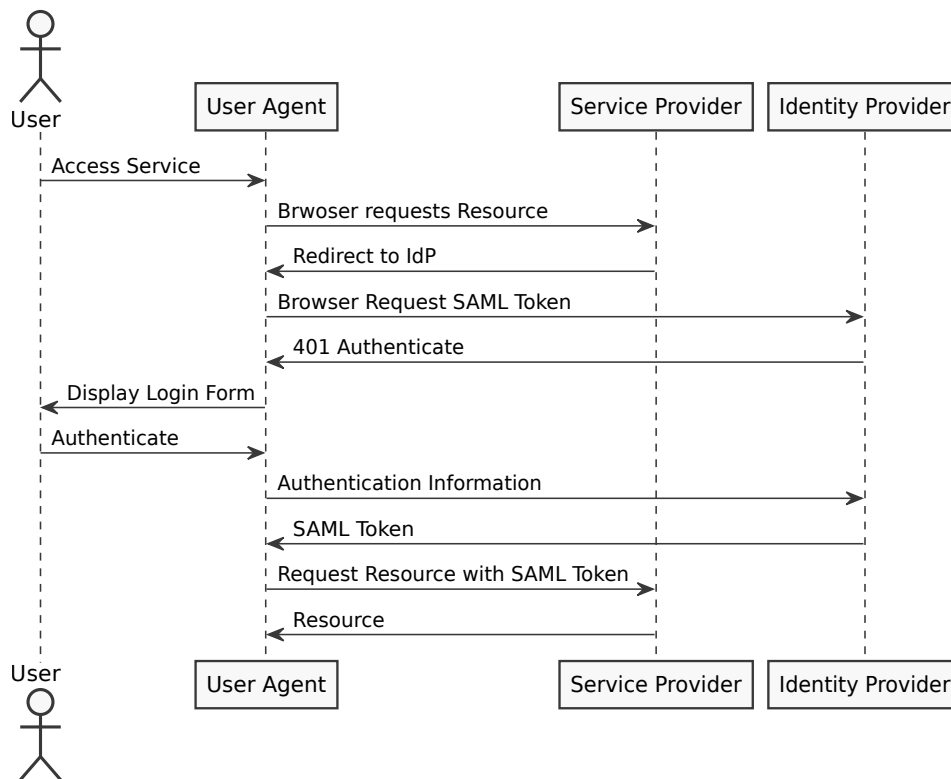 User
User Agent
Service Provider
Identity Provider
Access Service
Brwoser requests Resource
Redirect to IdP
Browser Request SAML Token
401 Authenticate
Display Login Form
Authenticate
Authentication Information
SAML Token
Request Resource with SAML Token
Resource
User
User Agent
Service Provider
Identity Provider